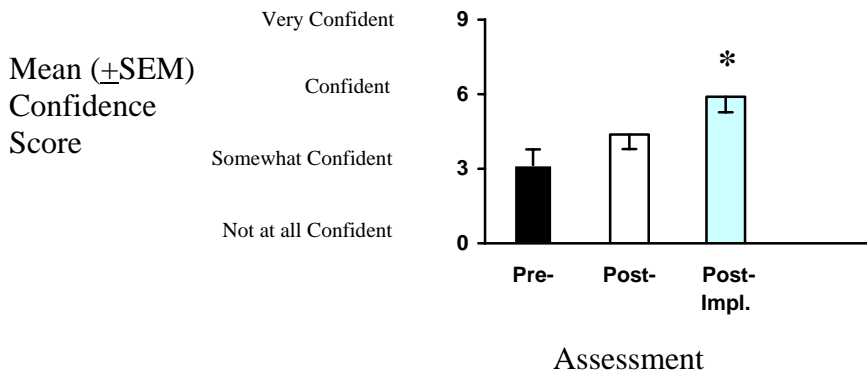 Mean (±SEM)
Confidence
Score
Very Confident
Confident
Somewhat Confident
Not at all Confident
9
6
3
0
*
Pre-
Post-
Post-
Impl.
Assessment